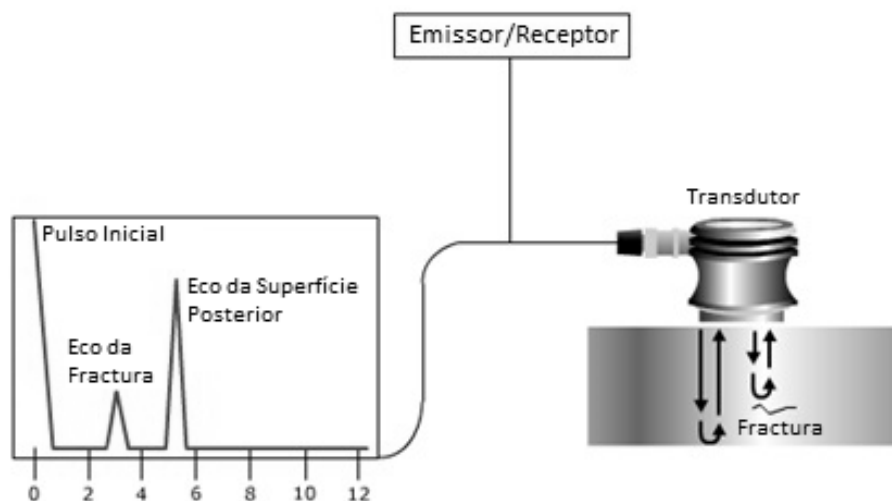 Emissor/Receptor
Transdutor
Pulso Inicial
Eco da Superfície
Posterior
Eco da
Fractura
Fractura
0 2 4 6 8 10 12